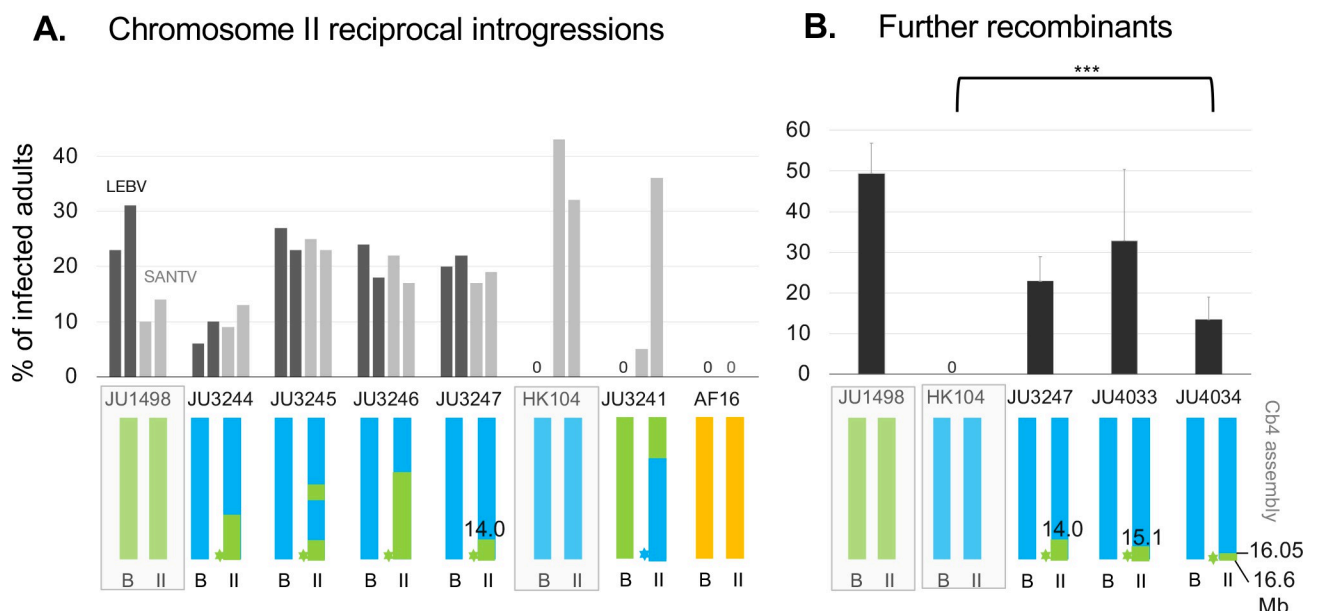 A. Chromosome II reciprocal introgressions
B. Further recombinants
***
% of infected adults
40
30
20
10
0
LEBV
SANTV
0
0
0
0
JU1498
JU3244
JU3245
JU3246
JU3247
HK104
JU3241
AF16
14.0
B II
B II
B II
B II
B II
B II
B II
B II
60
50
40
30
20
10
0
0
JU1498
HK104
JU3247
JU4033
JU4034
Cb4 assembly
14.0
15.1
16.05
16.6
Mb
B II
B II
B II
B II
B II